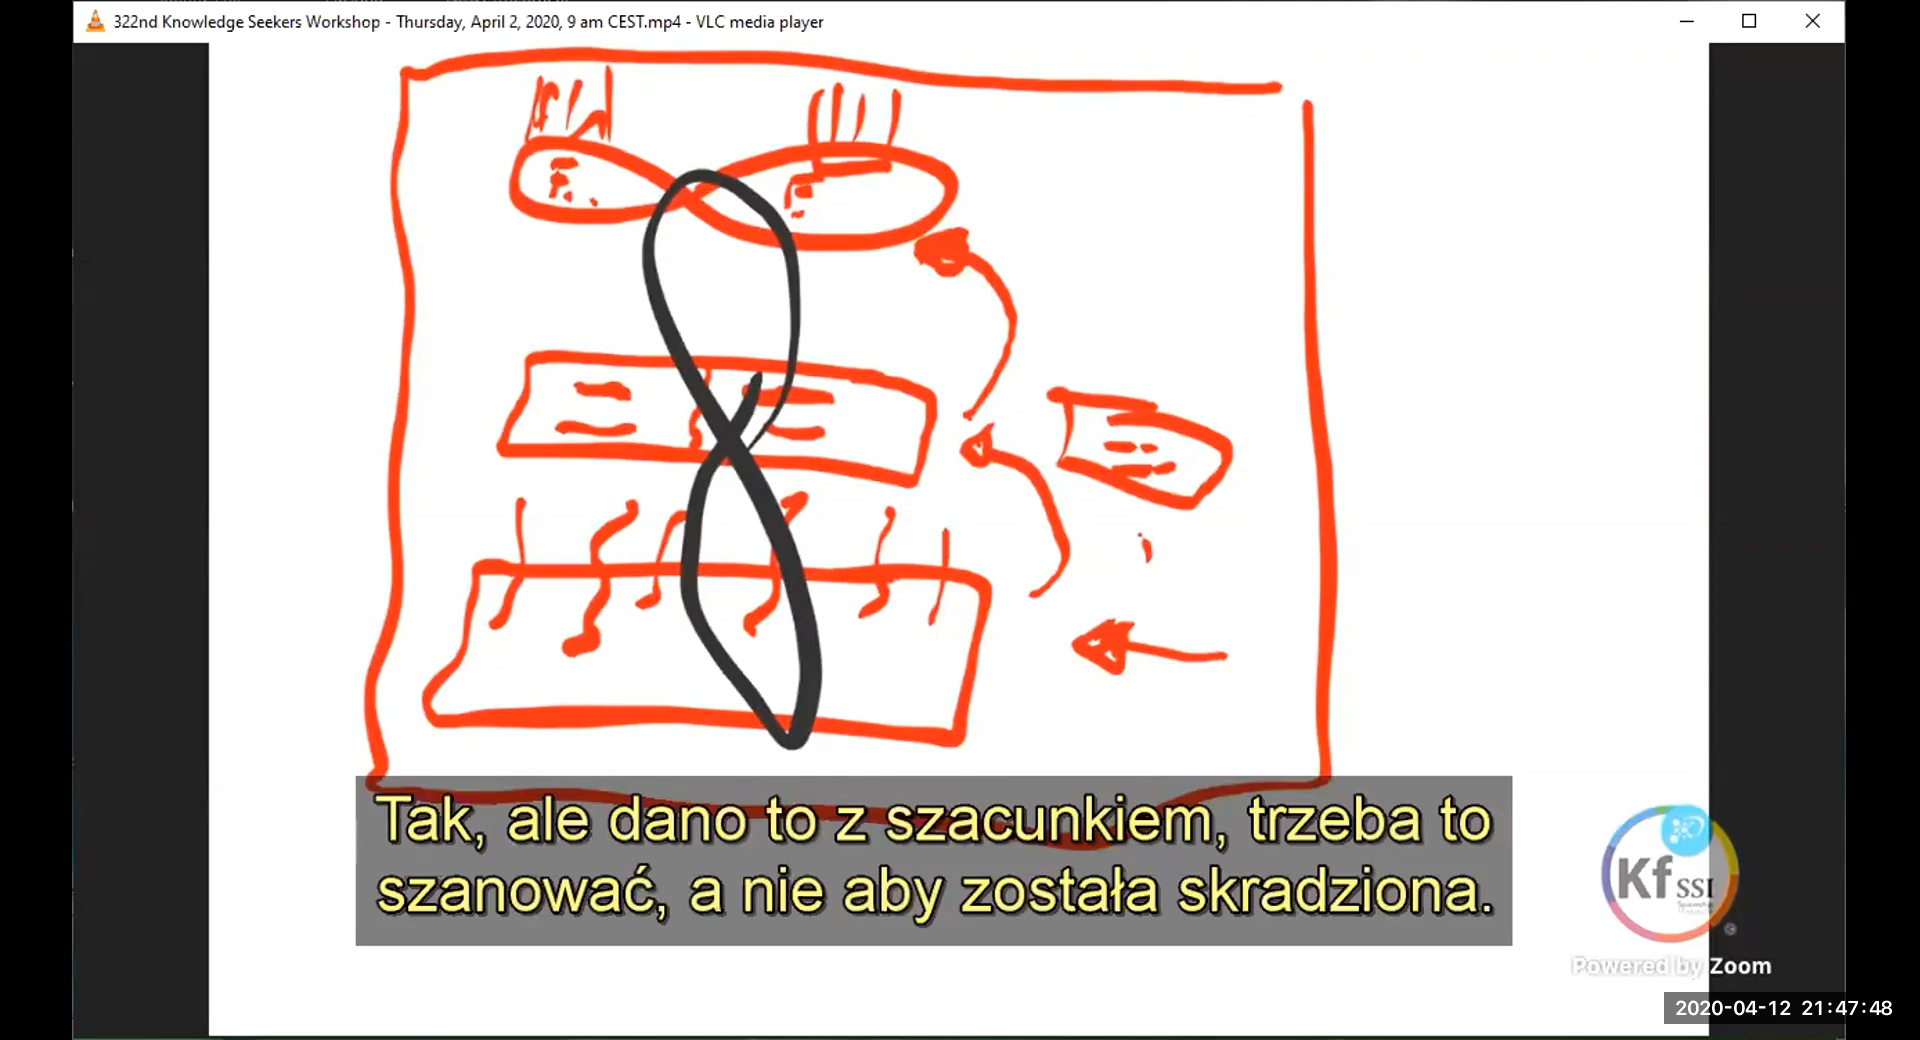 322nd Knowledge Seekers Workshop - Thursday, April 2, 2020, 9 am CEST.mp4 - VLC media player
Tak, ale dano to z szacunkiem, trzeba to
szanować, a nie aby została skradziona.
Kf SSI
Powered by Zoom
2020-04-12 21:47:48